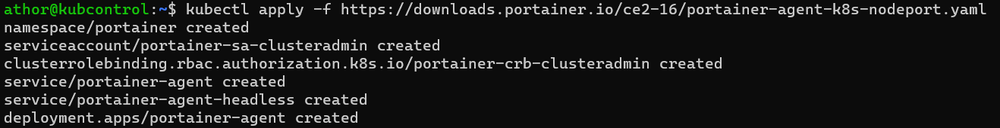 athor@kubcontrol:~$ kubectl apply -f https://downloads.portainer.io/ce2-16/portainer-agent-k8s-nodeport.yaml
namespace/portainer created
serviceaccount/portainer-sa-clusteradmin created
clusterrolebinding.rbac.authorization.k8s.io/portainer-crb-clusteradmin created
service/portainer-agent created
service/portainer-agent-headless created
deployment.apps/portainer-agent created